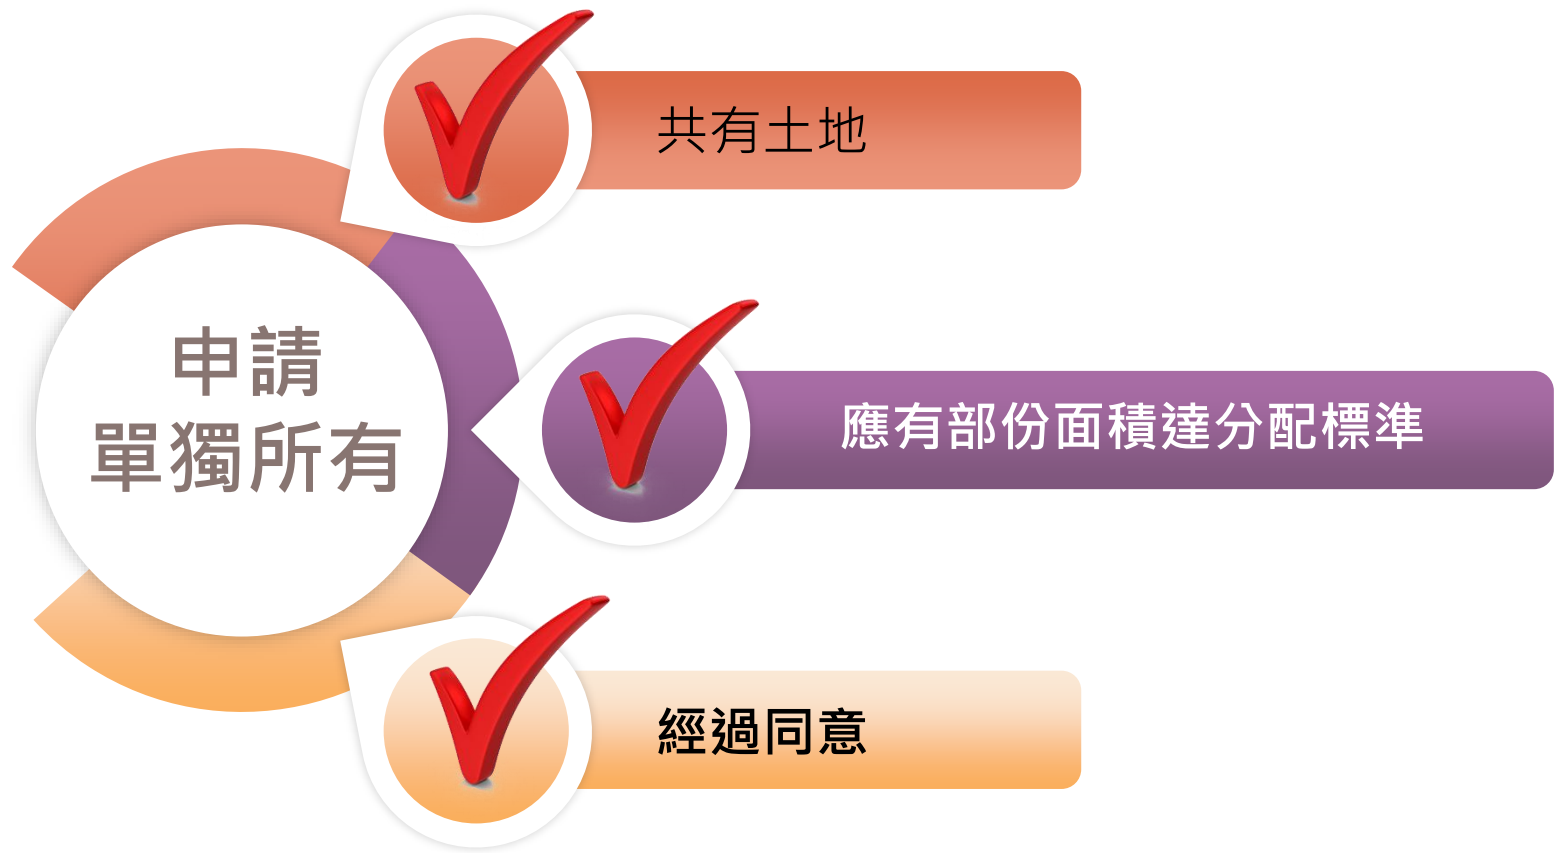 共有土地
申請
單獨所有
應有部份面積達分配標準
經過同意